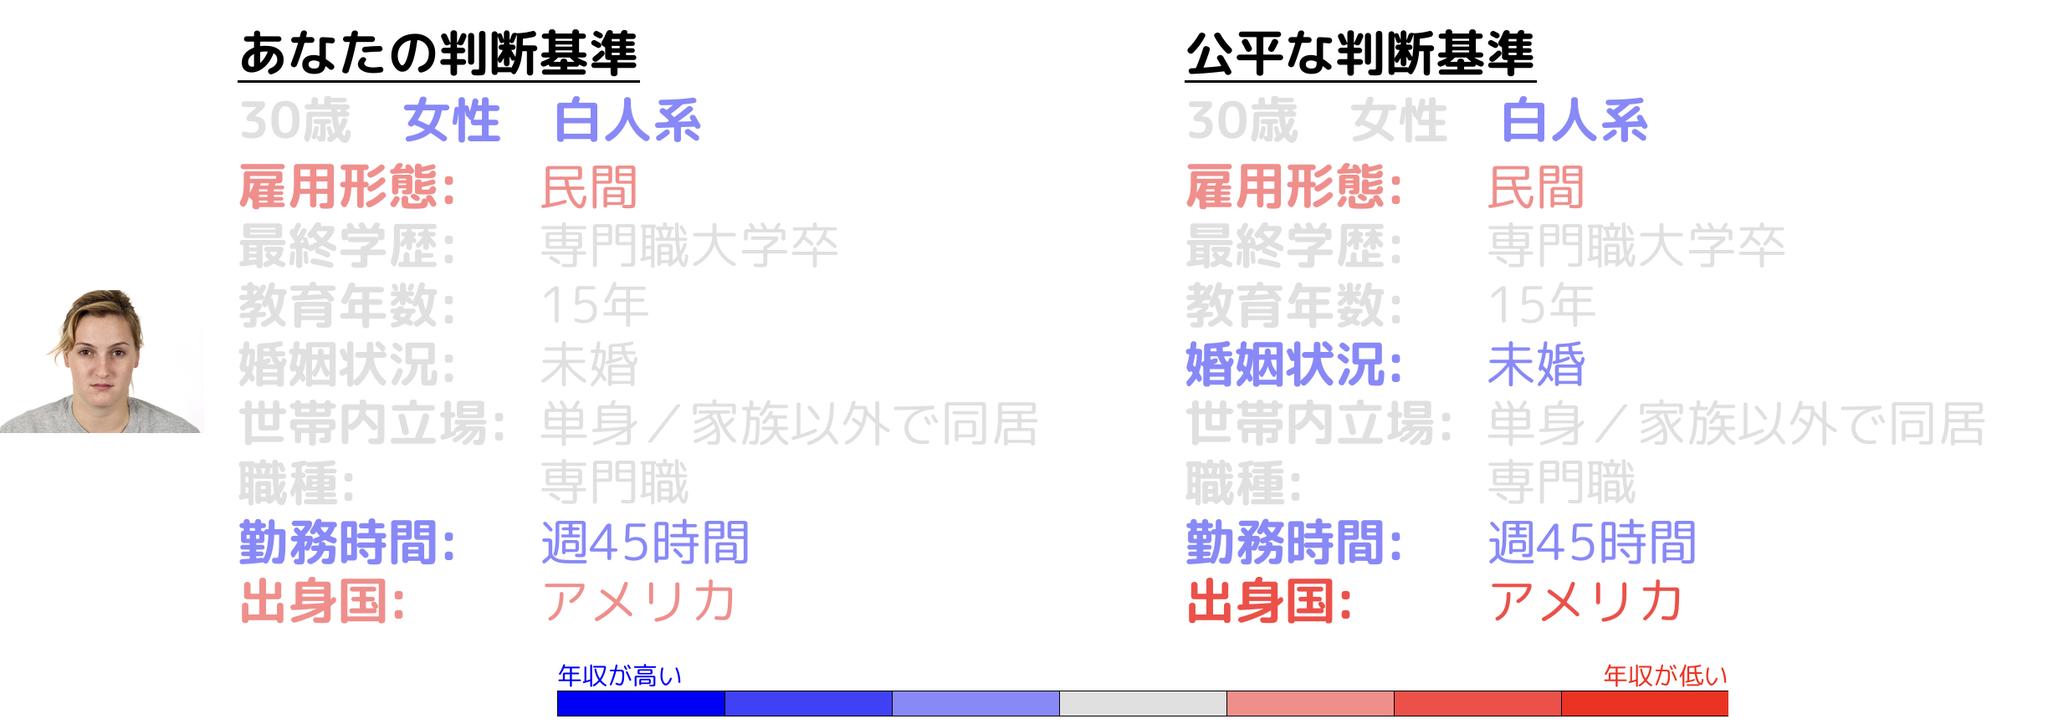 あなたの判断基準
30歳 女性 白人系
雇用形態: 民間
最終学歴: 専門職大学卒
教育年数: 15年
婚姻状況: 未婚
世帯内立場: 単身／家族以外で同居
職種: 専門職
勤務時間: 週45時間
出身国: アメリカ
公平な判断基準
30歳 女性 白人系
雇用形態: 民間
最終学歴: 専門職大学卒
教育年数: 15年
婚姻状況: 未婚
世帯内立場: 単身／家族以外で同居
職種: 専門職
勤務時間: 週45時間
出身国: アメリカ
年収が高い 年収が低い